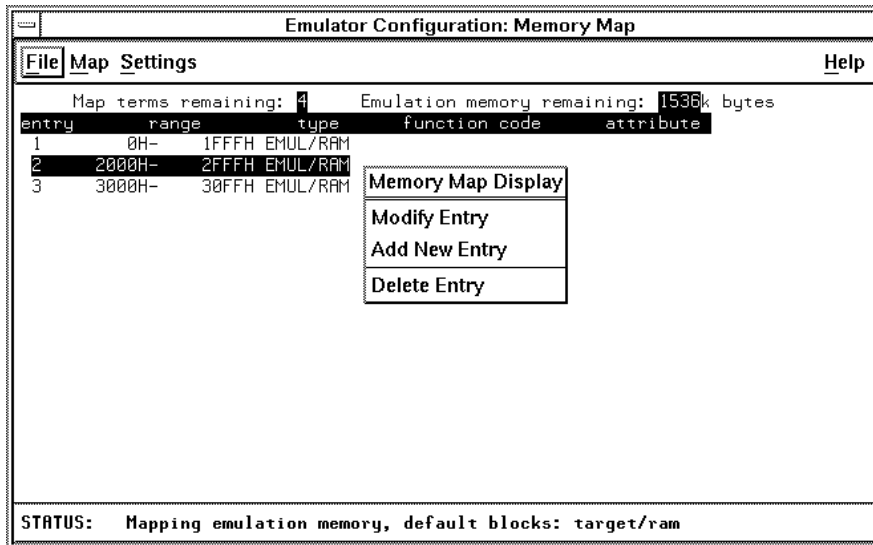 Emulator Configuration: Memory Map
File Map Settings Help
Map terms remaining: 4 Emulation memory remaining: 1536k bytes
entry range type function code attribute
1 0H- 1FFFH EMUL/RAM
2 2000H- 2FFFH EMUL/RAM
3 3000H- 30FFH EMUL/RAM
Memory Map Display
Modify Entry
Add New Entry
Delete Entry
STATUS: Mapping emulation memory, default blocks: target/ram